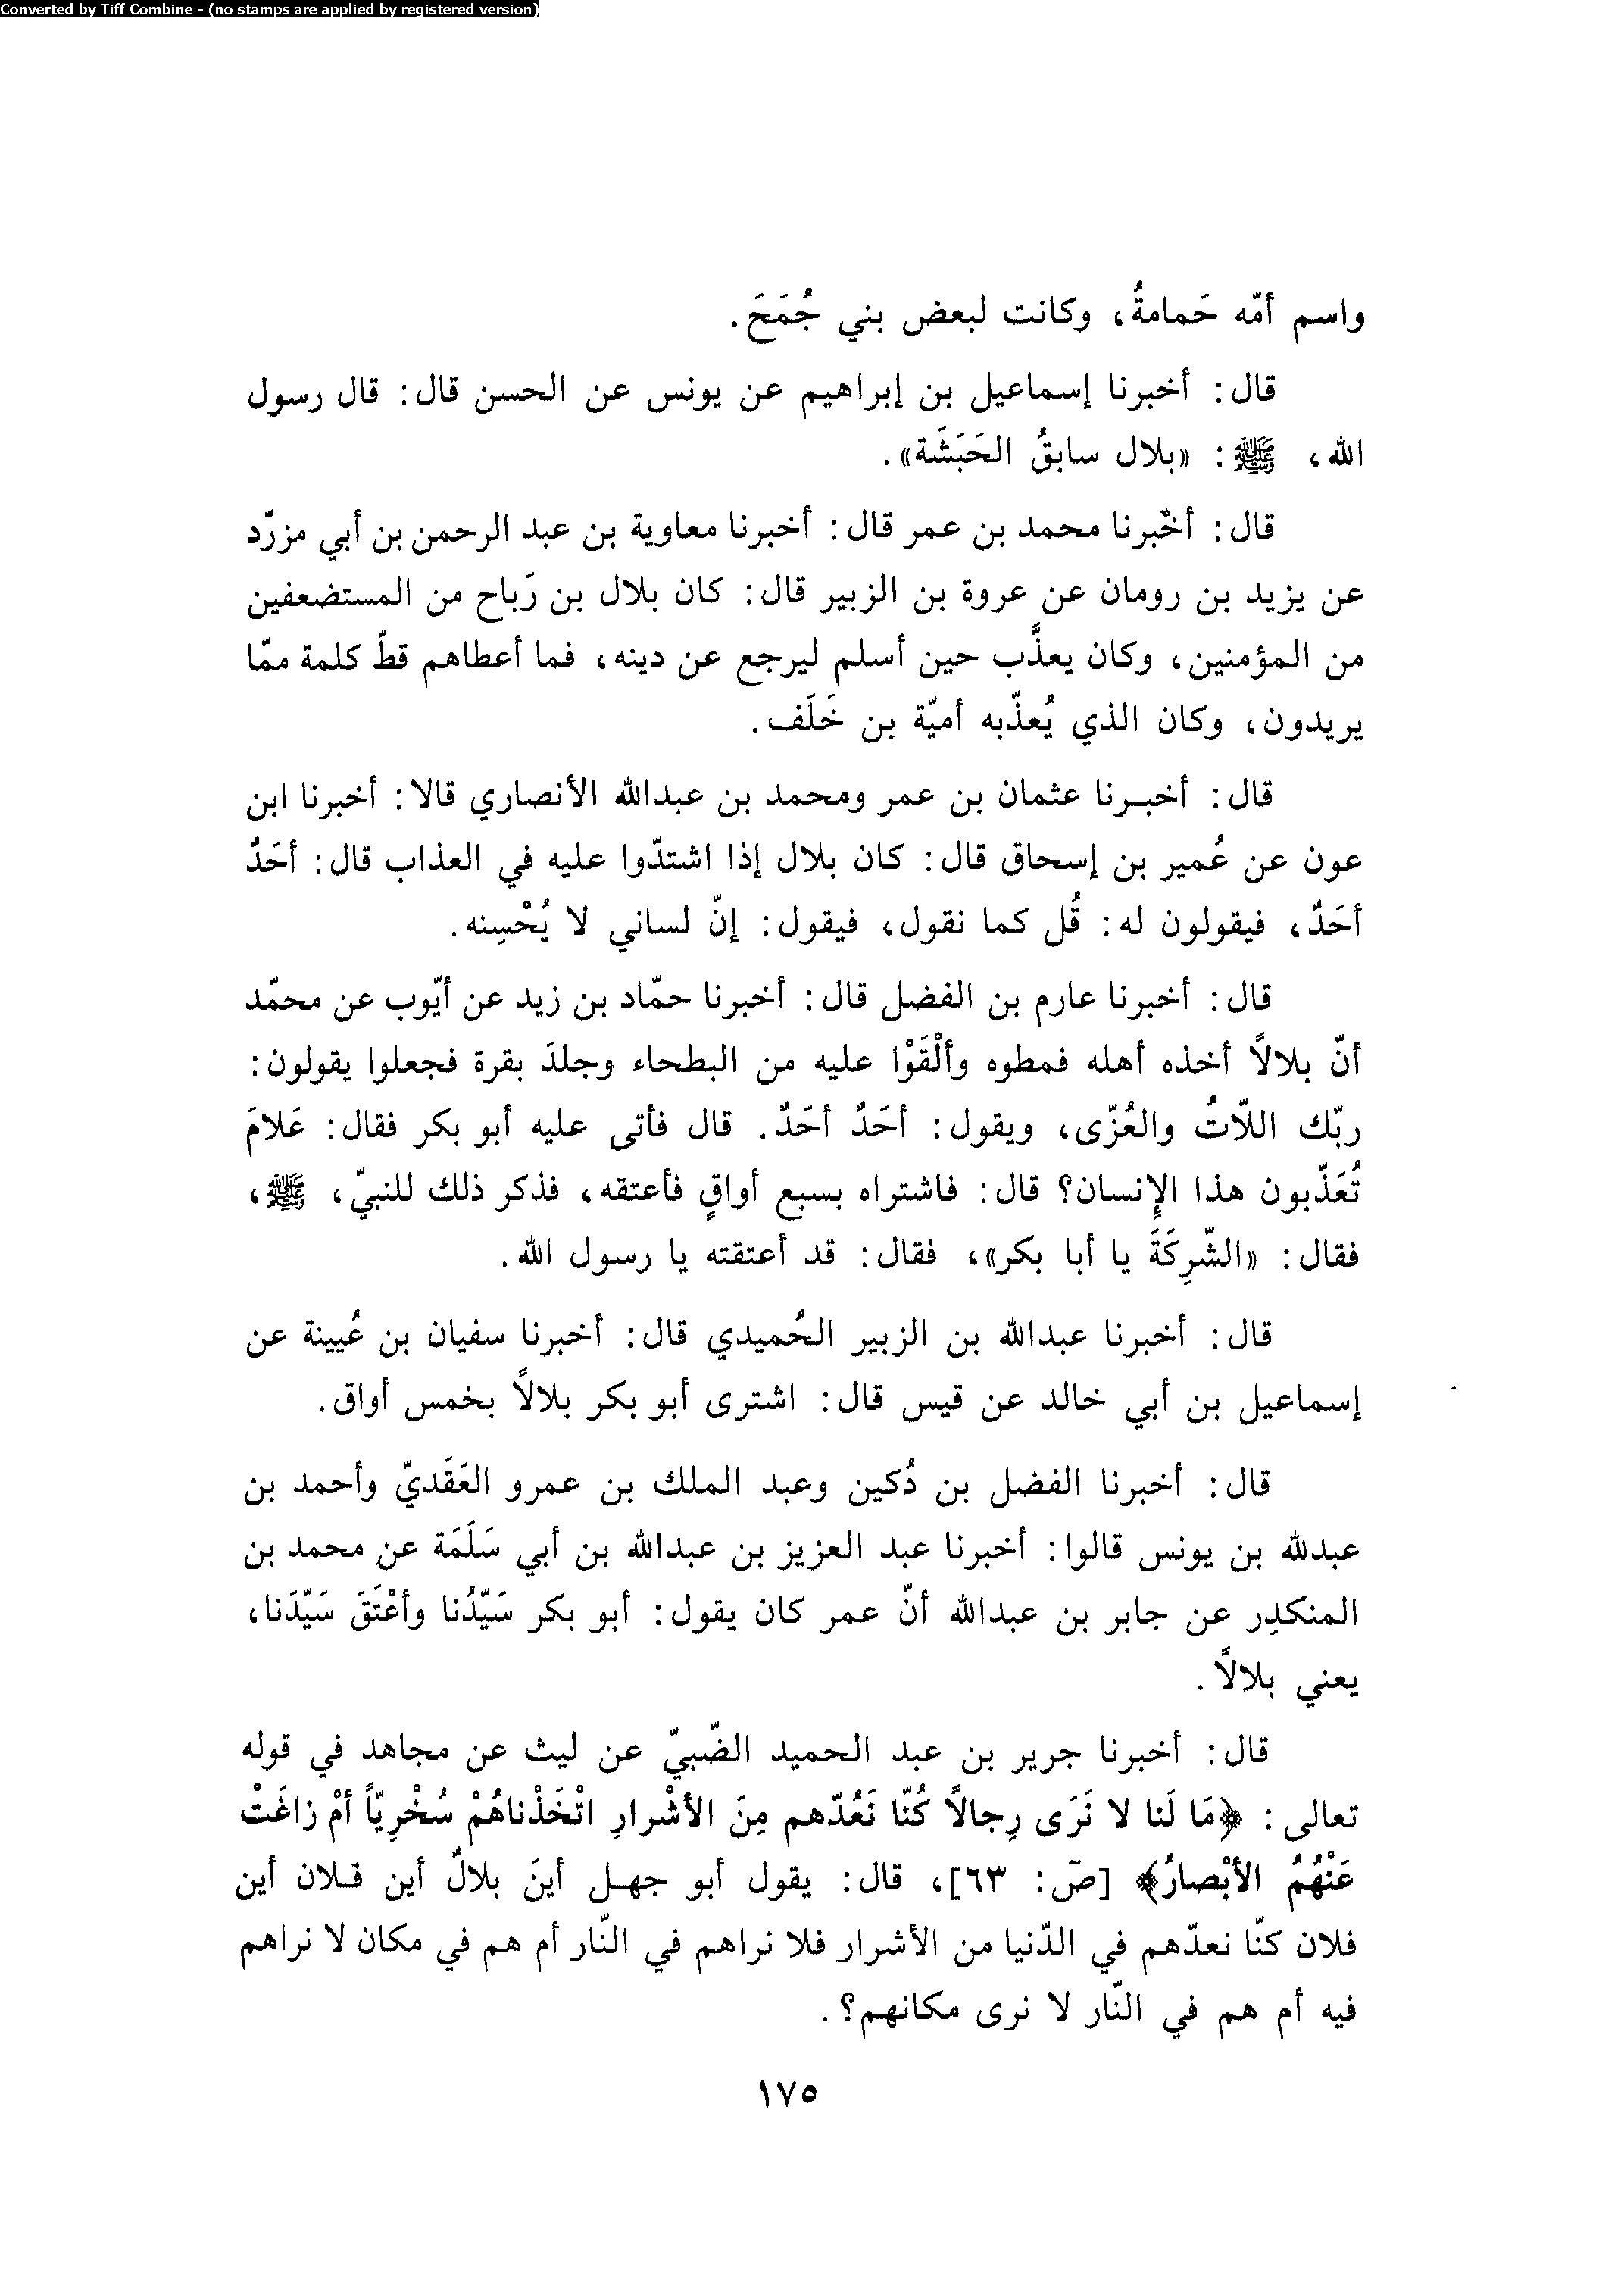 Converted by Tiff Combine - (no stamps are applied by registered version)
واسم أمّه حَمامةُ، وكانت لبعض بني جُمَحَ.
قال: أخبرنا إسماعيل بن إبراهيم عن يونس عن الحسن قال: قال رسول
الله، ﷺ: «بلال سابقُ الحَبَشَة».
قال: أخبرنا محمد بن عمر قال: أخبرنا معاوية بن عبد الرحمن بن أبي مزرّد
عن يزيد بن رومان عن عروة بن الزبير قال: كان بلال بن رَباح من المستضعفين
من المؤمنين، وكان يعذَّب حين أسلم ليرجع عن دينه، فما أعطاهم قطّ كلمة ممّا
يريدون، وكان الذي يُعذّبه أميّة بن خَلَف.
قال: أخبرنا عثمان بن عمر ومحمد بن عبدالله الأنصاري قالا: أخبرنا ابن
عون عن عُمير بن إسحاق قال: كان بلال إذا اشتدّوا عليه في العذاب قال: أحَدٌ
أحَدٌ، فيقولون له: قُل كما نقول، فيقول: إنّ لساني لا يُحْسِنه.
قال: أخبرنا عارم بن الفضل قال: أخبرنا حمّاد بن زيد عن أيّوب عن محمّد
أنّ بلالاً أخذه أهله فمطوه وألْقَوْا عليه من البطحاء وجلدَ بقرة فجعلوا يقولون:
ربّك اللاّتُ والعُزّى، ويقول: أحَدٌ أحَدٌ. قال فأتى عليه أبو بكر فقال: عَلامَ
تُعَذّبون هذا الإنسان؟ قال: فاشتراه بسبع أواقٍ فأعتقه، فذكر ذلك للنبيّ، ﷺ،
فقال: «الشّرِكَةَ يا أبا بكر»، فقال: قد أعتقته يا رسول الله.
قال: أخبرنا عبدالله بن الزبير الحُميدي قال: أخبرنا سفيان بن عُيينة عن
إسماعيل بن أبي خالد عن قيس قال: اشترى أبو بكر بلالاً بخمس أواق.
قال: أخبرنا الفضل بن دُكين وعبد الملك بن عمرو العَقَديّ وأحمد بن
عبدلله بن يونس قالوا: أخبرنا عبد العزيز بن عبدالله بن أبي سَلَمَة عن محمد بن
المنكدِر عن جابر بن عبدالله أنّ عمر كان يقول: أبو بكر سَيّدُنا وأعْتَقَ سَيّدَنا،
يعني بلالاً.
قال: أخبرنا جرير بن عبد الحميد الضّبيّ عن ليث عن مجاهد في قوله
تعالى: ﴿مَا لَنا لا نَرَى رِجالاً كُنّا نَعُدّهم مِنَ الأشْرارِ اتْخَذْناهُمْ سُخْرِيّاً أمْ زاغَتْ
عَنْهُمُ الأبْصارُ﴾ [صَ: ٦٣]، قال: يقول أبو جهل أينَ بلالٌ أين فلان أين
فلان كنّا نعدّهم في الدّنيا من الأشرار فلا نراهم في النّار أم هم في مكان لا نراهم
فيه أم هم في النّار لا نرى مكانهم؟.
١٧٥